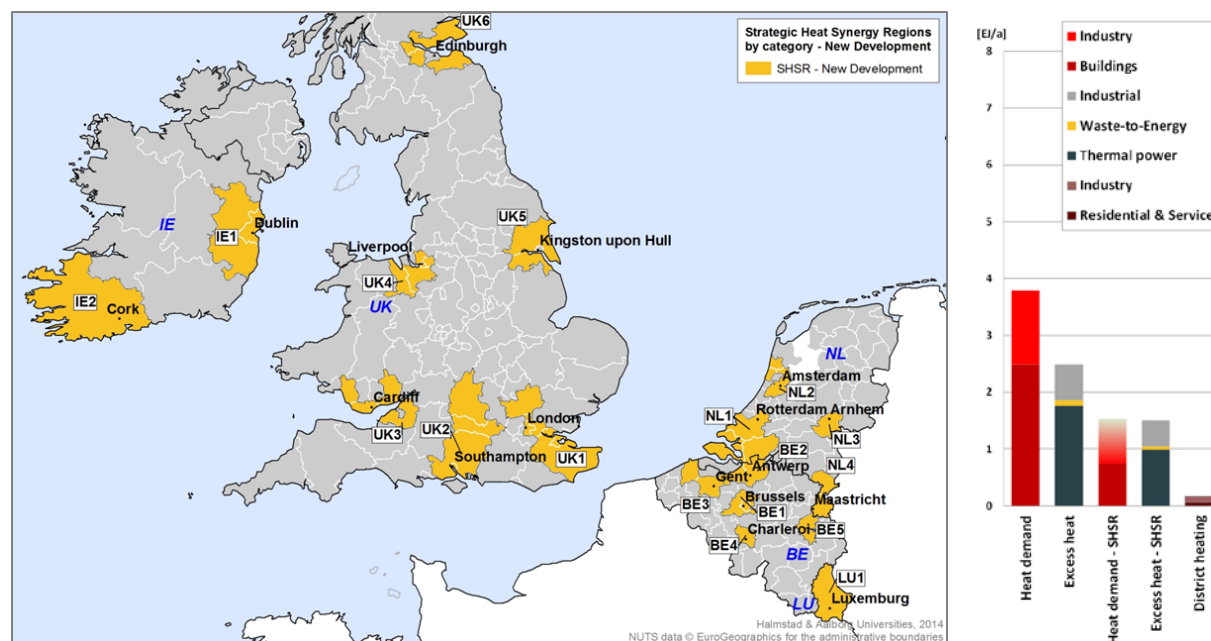 UK6
Edinburgh
Strategic Heat Synergy Regions
by category - New Development
SHSR - New Development
IE
Dublin
IE1
IE2
Cork
UK5
Kingston upon Hull
Liverpool
UK4
UK
Cardiff
UK3
UK2
London
Southampton
UK1
NL
Amsterdam
NL2
NL1
Rotterdam
Arnhem
NL3
BE2
NL4
Antwerp
Gent
Maastricht
Brussels
BE3
BE1
Charleroi
BE5
BE4
BE
LU1
LU
Luxemburg
Halmstad & Aalborg Universities, 2014
NUTS data © EuroGeographics for the administrative boundaries
[EJ/a]
8
7
6
5
4
3
2
1
0
Industry
Buildings
Industrial
Waste-to-Energy
Thermal power
Industry
Residential & Service
Heat demand
Excess heat
Heat demand - SHSR
Excess heat - SHSR
District heating